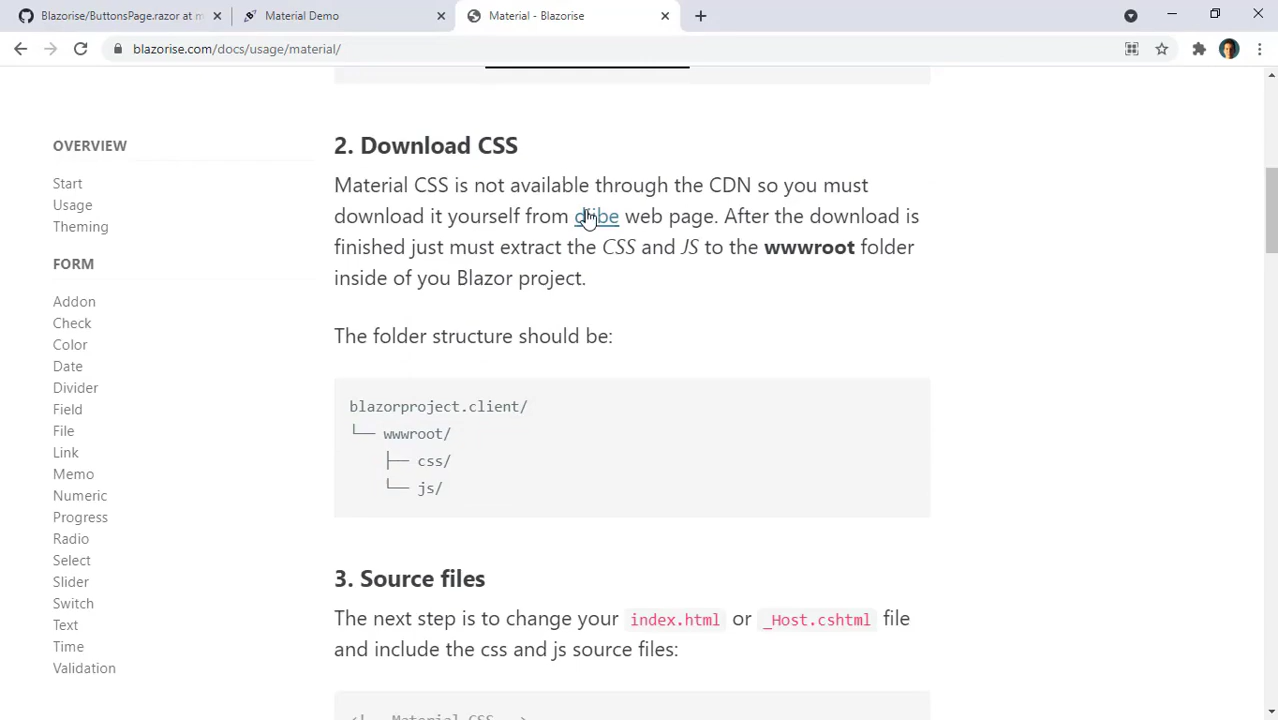 Blazorise/ButtonsPage.razor at m
Material Demo
Material - Blazorise
blazorise.com/docs/usage/material/
OVERVIEW
Start
Usage
Theming
FORM
Addon
Check
Color
Date
Divider
Field
File
Link
Memo
Numeric
Progress
Radio
Select
Slider
Switch
Text
Time
Validation
2. Download CSS
Material CSS is not available through the CDN so you must
download it yourself from web page. After the download is
finished just must extract the CSS and JS to the wwwroot folder
inside of you Blazor project.
The folder structure should be:
blazorproject.client/
└── wwwroot/
├── css/
└── js/
3. Source files
The next step is to change your index.html or _Host.cshtml file
and include the css and js source files:
<!-- Material CSS -->